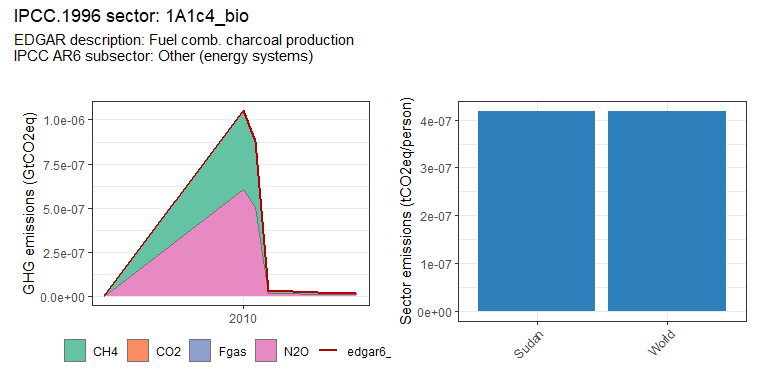 IPCC.1996 sector: 1A1c4_bio
EDGAR description: Fuel comb. charcoal production
IPCC AR6 subsector: Other (energy systems)
GHG emissions (GtCO2eq)
1.0e-06
7.5e-07
5.0e-07
2.5e-07
0.0e+00
2010
CH4 CO2 Fgas N2O edgar6_
Sector emissions (tCO2eq/person)
4e-07
3e-07
2e-07
1e-07
0e+00
Sudan
World